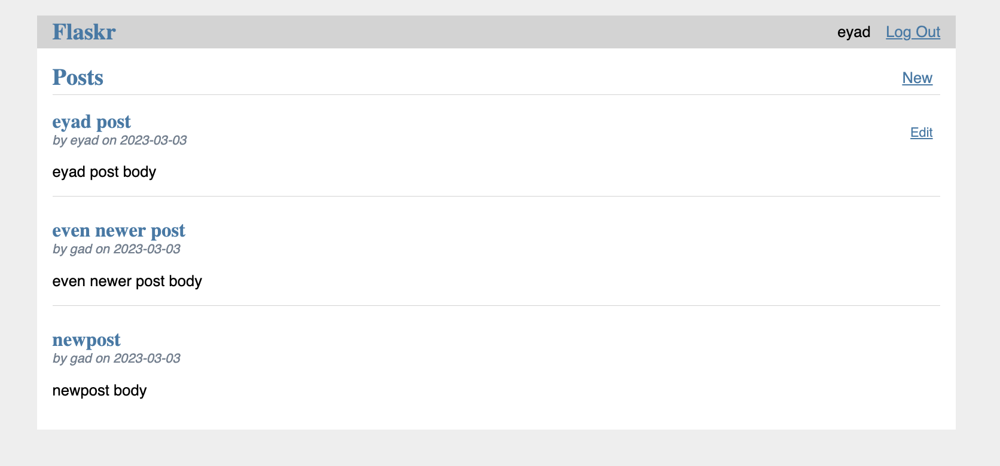 Flaskr eyad Log Out
Posts New
eyad post
by eyad on 2023-03-03 Edit
eyad post body
even newer post
by gad on 2023-03-03
even newer post body
newpost
by gad on 2023-03-03
newpost body